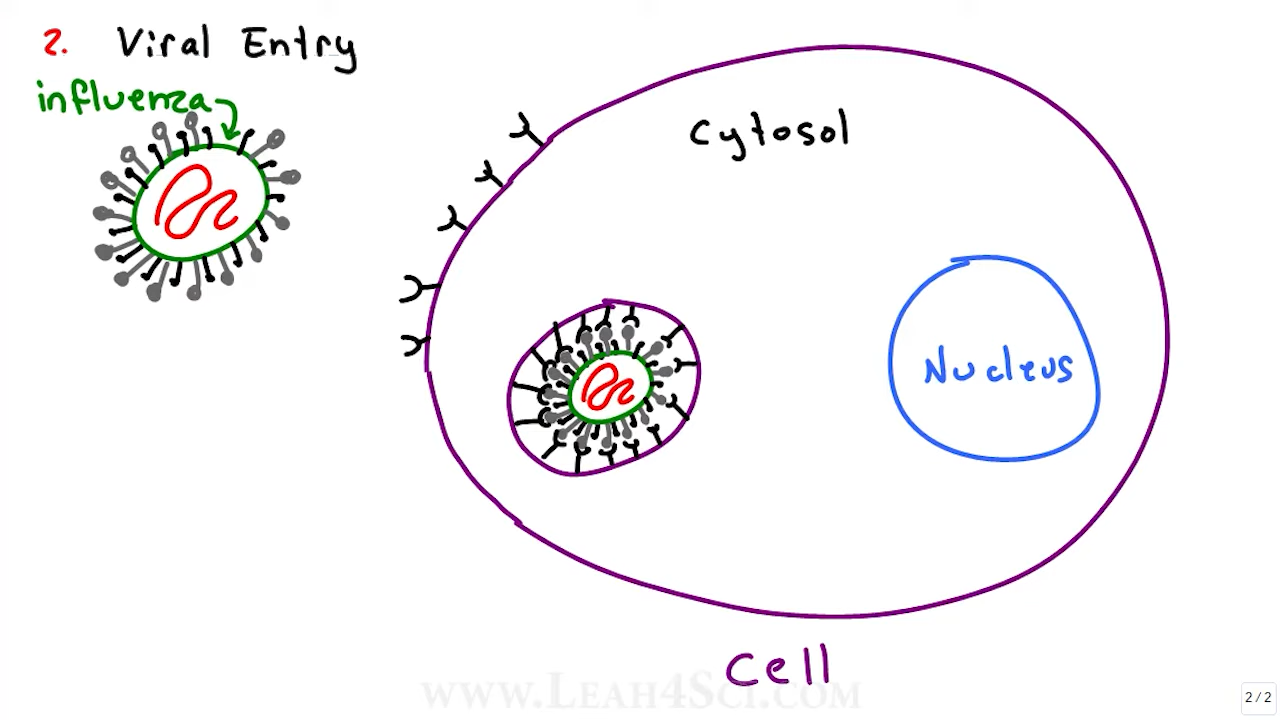 2. Viral Entry
influenza
Cytosol
Nucleus
Cell
www.Leah4Sci.com
2/2